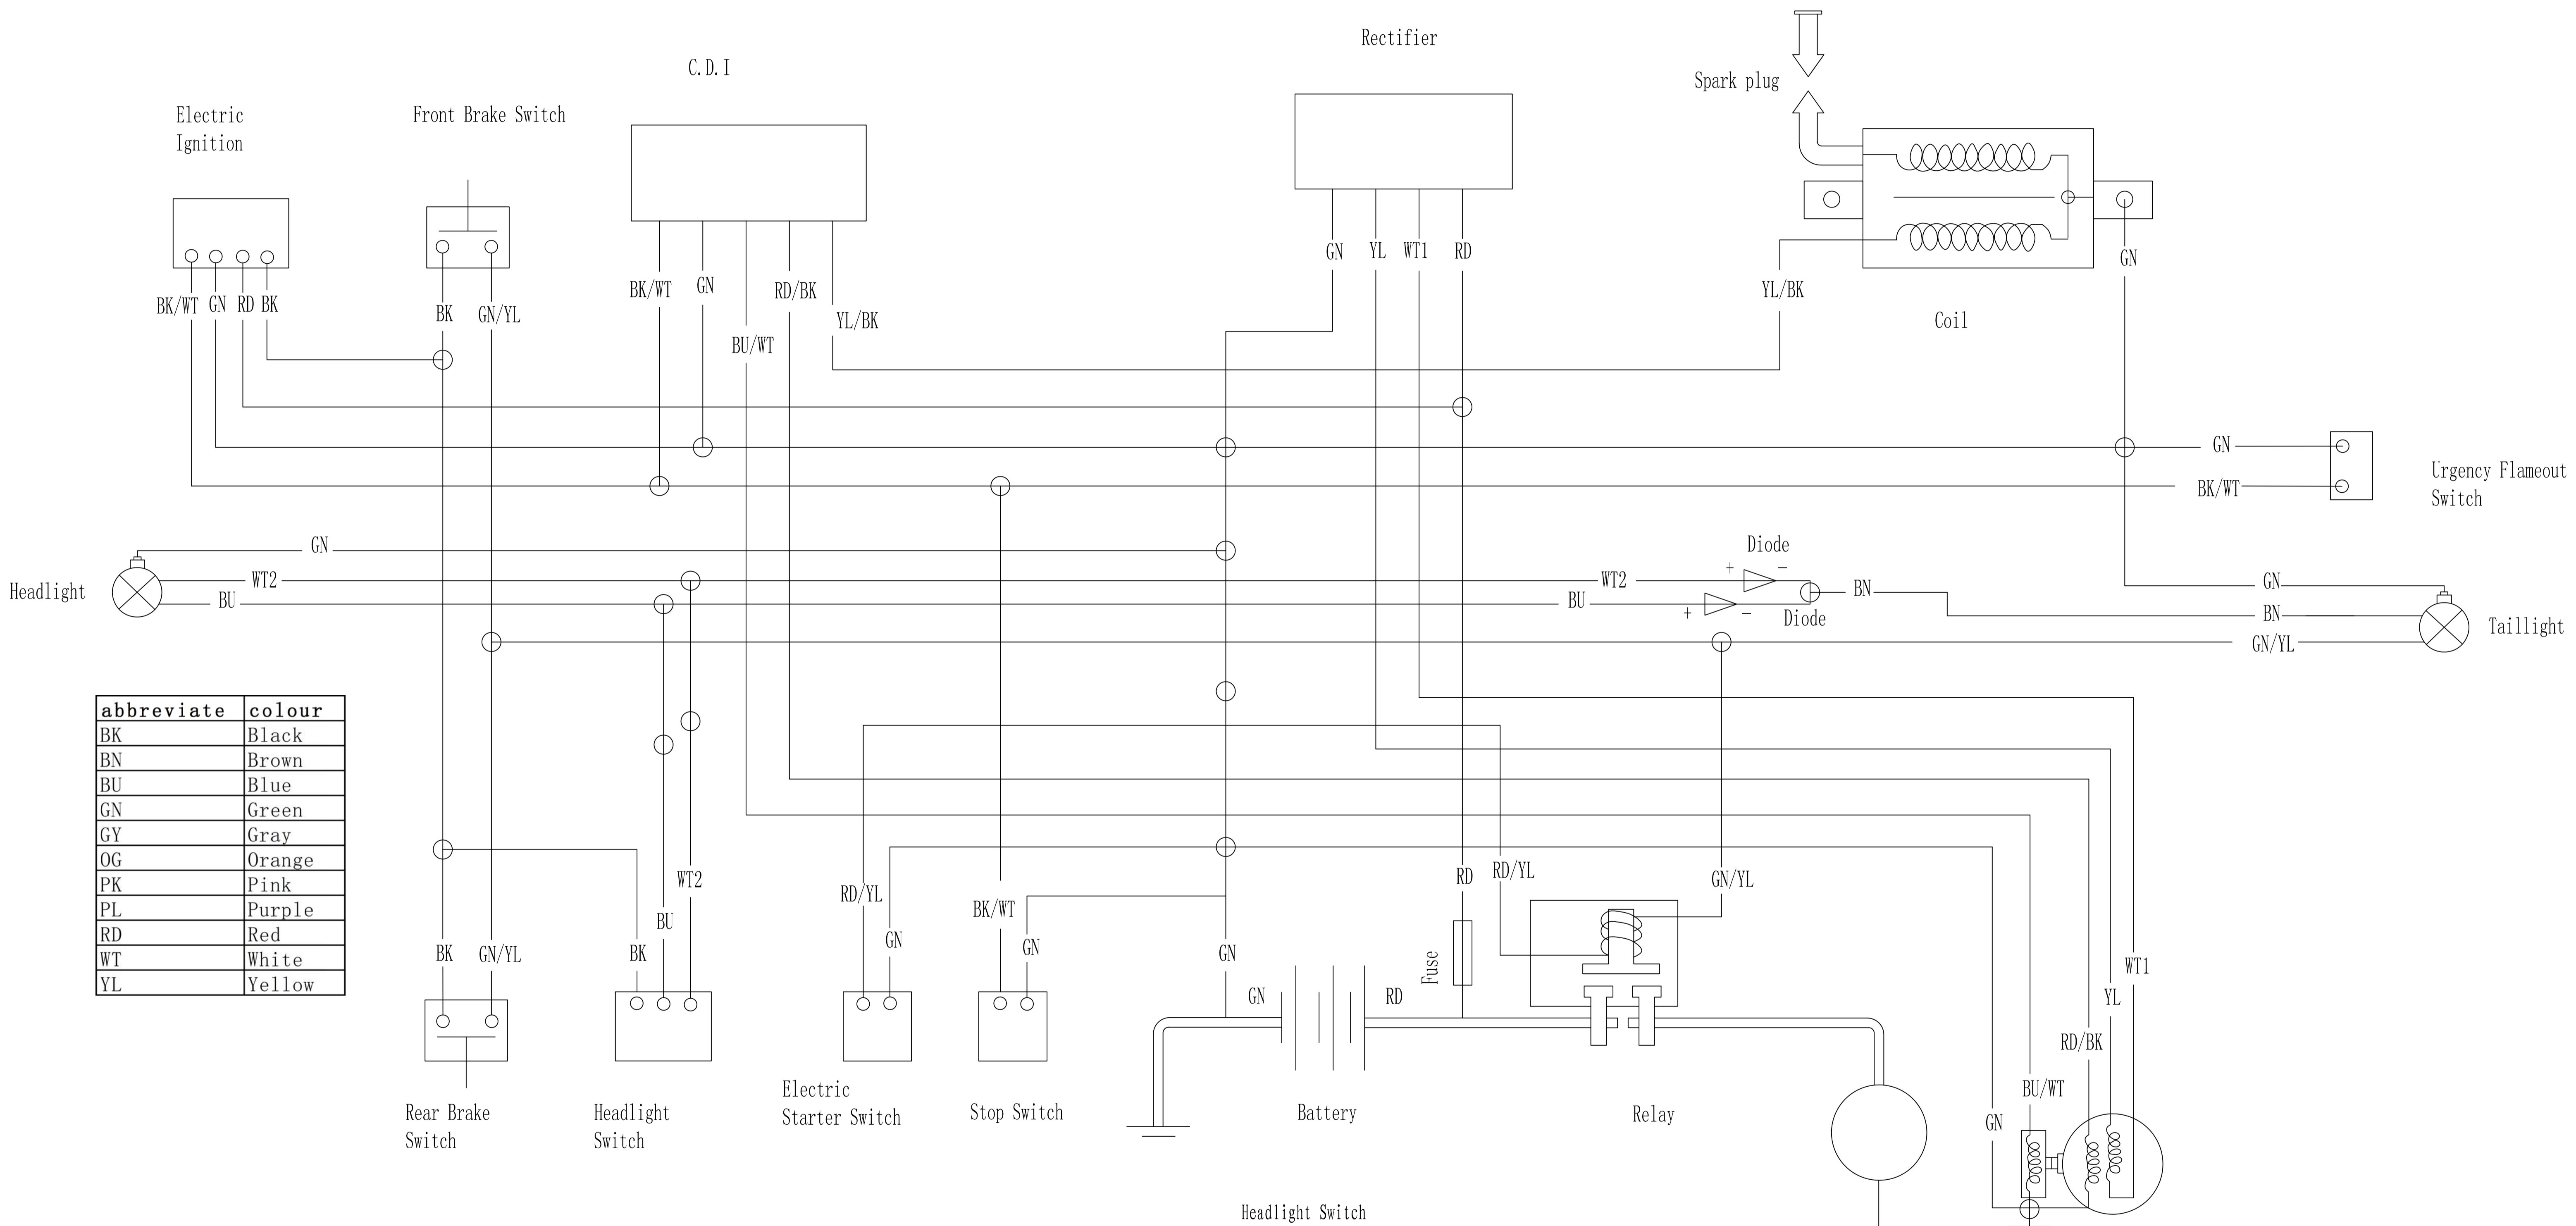 Rectifier
C.D.I
Spark plug
Electric
Ignition
Front Brake Switch
GN
YL
WT1
RD
GN
BK/WT
GN
RD
BK
BK
GN/YL
BK/WT
GN
BU/WT
RD/BK
YL/BK
YL/BK
Coil
GN
BK/WT
Urgency Flameout
Switch
GN
Headlight
WT2
BU
Diode
+
-
WT2
BU
+
-
Diode
BN
GN
BN
GN/YL
Taillight
abbreviate colour
BK Black
BN Brown
BU Blue
GN Green
GY Gray
OG Orange
PK Pink
PL Purple
RD Red
WT White
YL Yellow
BK
GN/YL
BK
BU
WT2
RD/YL
GN
BK/WT
GN
GN
GN
RD
RD
Fuse
RD/YL
GN/YL
WT1
YL
RD/BK
BU/WT
GN
Rear Brake
Switch
Headlight
Switch
Electric
Starter Switch
Stop Switch
Battery
Relay
Headlight Switch